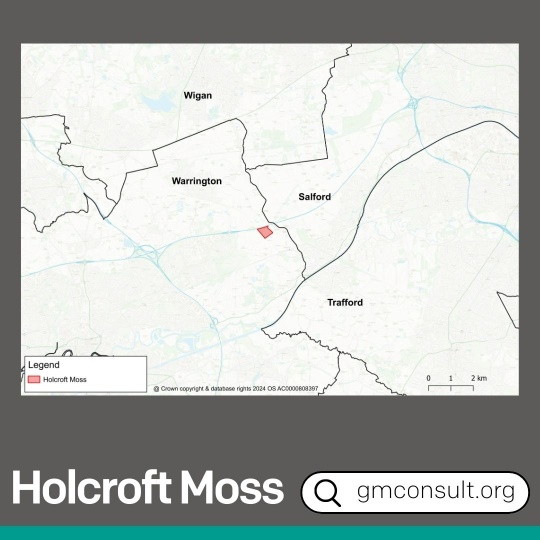 Wigan
Warrington
Salford
Trafford
Legend
Holcroft Moss
@ Crown copyright & database rights 2024 OS AC0000808397
0 1 2 km
Holcroft Moss
gmconsult.org